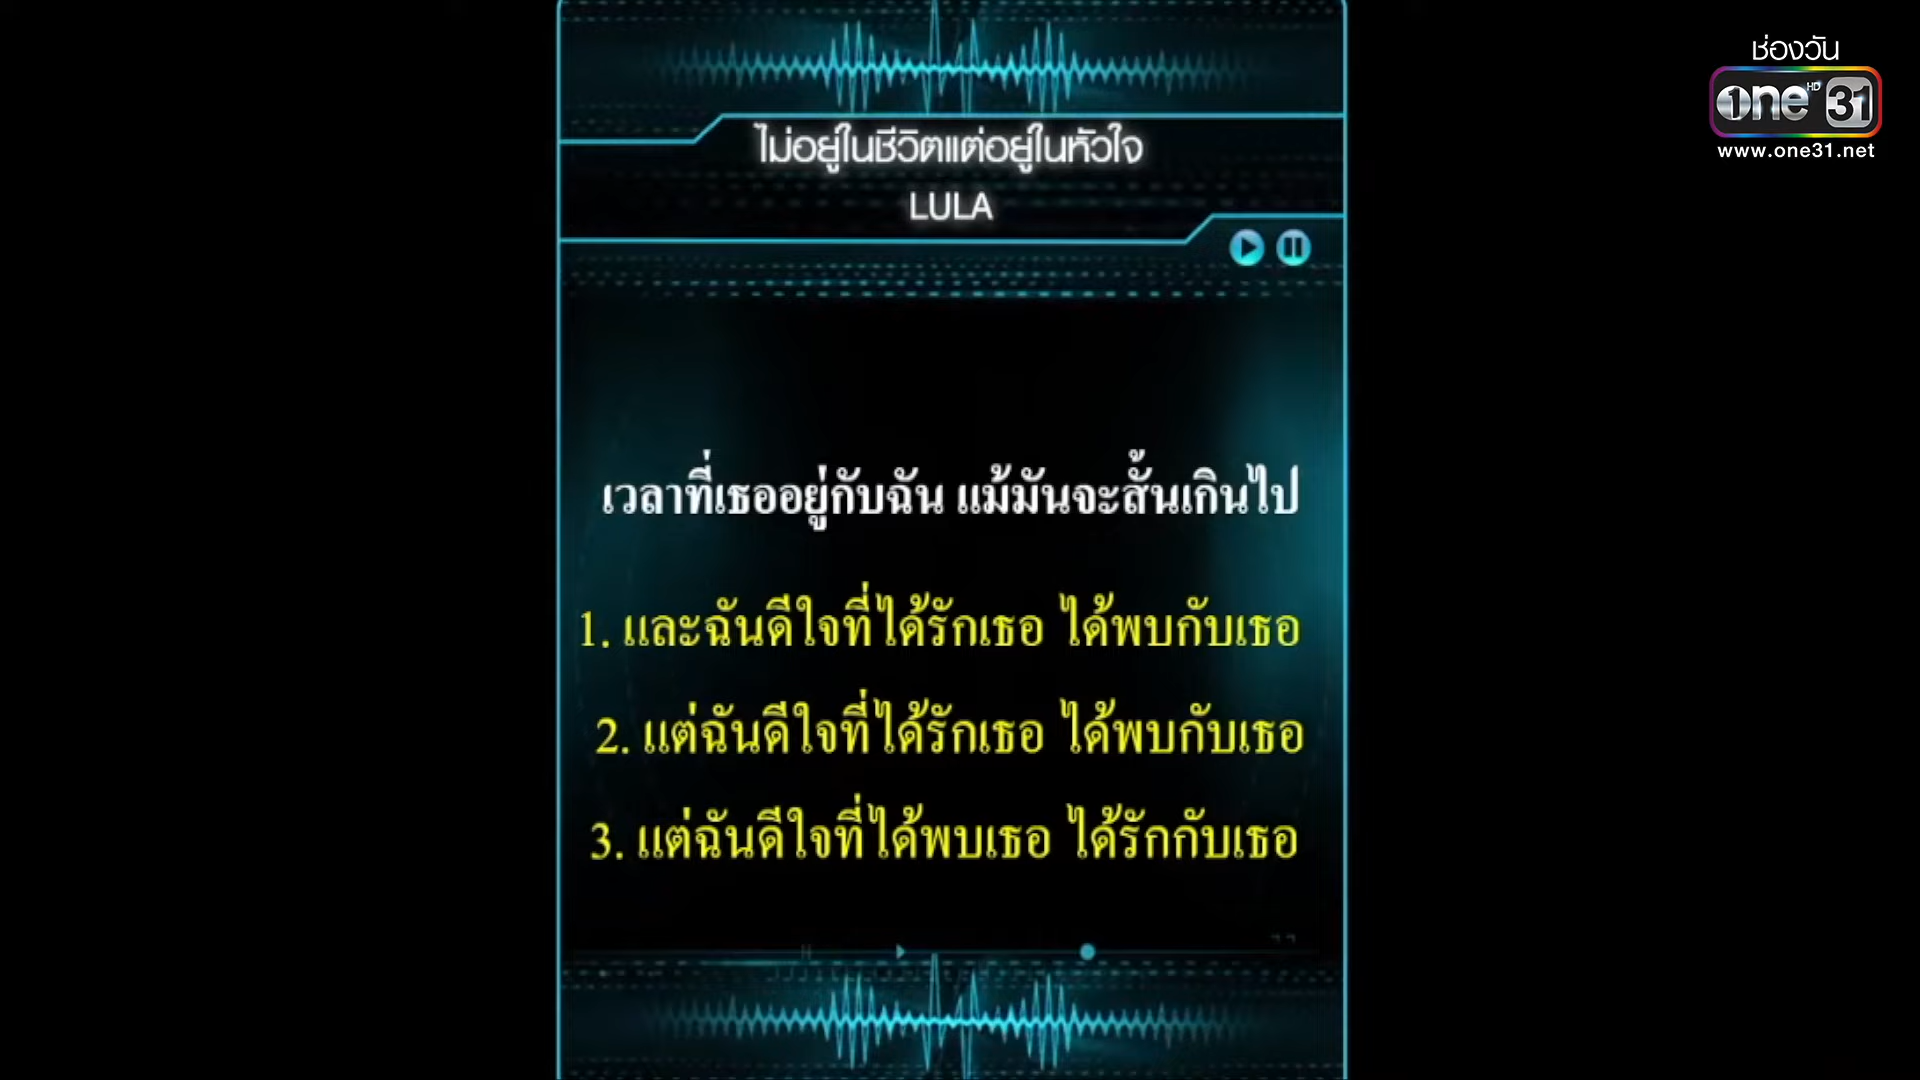 ช่องวัน
one HD 31
www.one31.net
ไม่อยู่ในชีวิตแต่อยู่ในหัวใจ
LULA
เวลาที่เธออยู่กับฉัน แม้มันจะสั้นเกินไป
1. และฉันดีใจที่ได้รักเธอ ได้พบกับเธอ
2. แต่ฉันดีใจที่ได้รักเธอ ได้พบกับเธอ
3. แต่ฉันดีใจที่ได้พบเธอ ได้รักกับเธอ